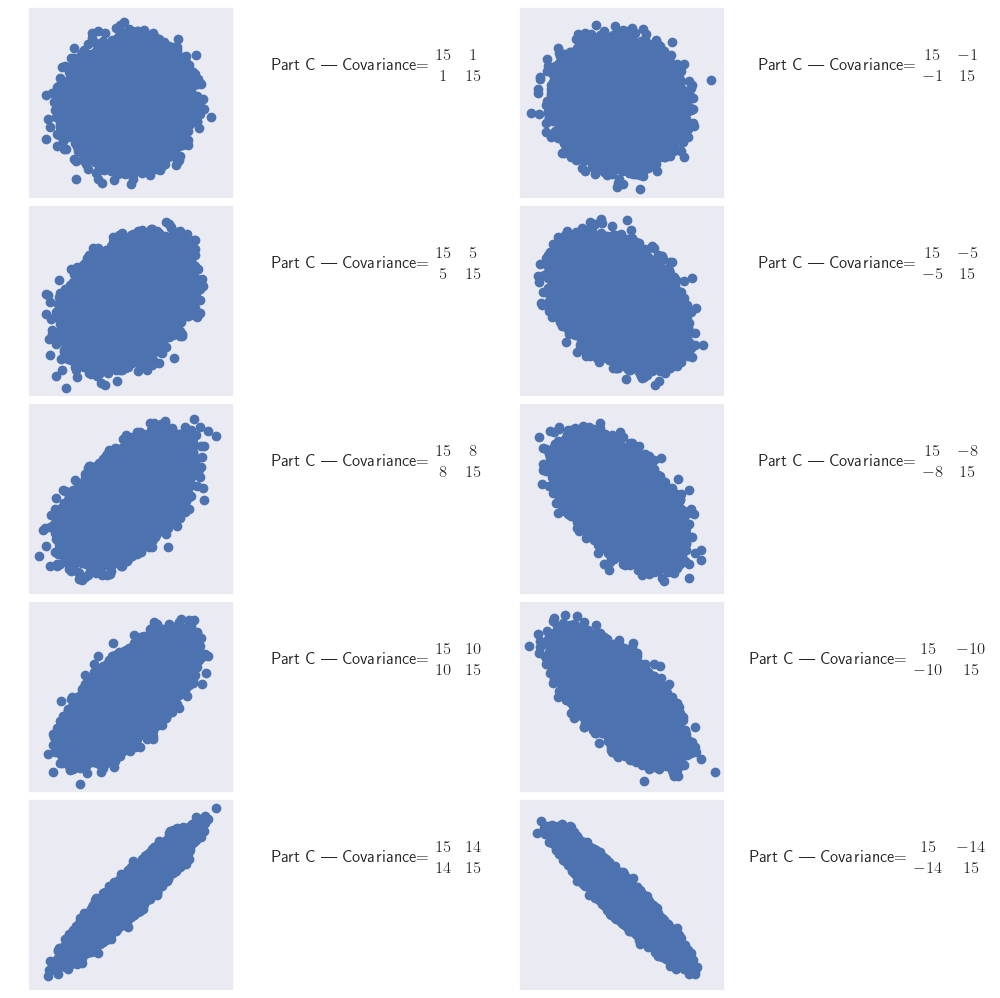 Part C — Covariance= 15 1
1 15
Part C — Covariance= 15 −1
−1 15
Part C — Covariance= 15 5
5 15
Part C — Covariance= 15 −5
−5 15
Part C — Covariance= 15 8
8 15
Part C — Covariance= 15 −8
−8 15
Part C — Covariance= 15 10
10 15
Part C — Covariance= 15 −10
−10 15
Part C — Covariance= 15 14
14 15
Part C — Covariance= 15 −14
−14 15